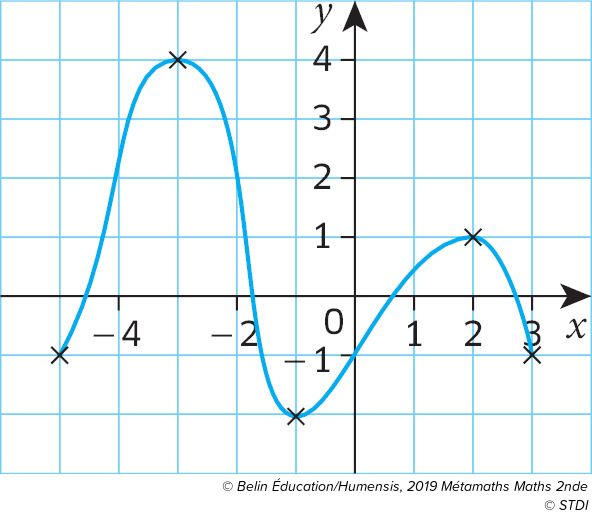 y
4
3
2
1
0
−4
−2
1
2
3
x
−1
© Belin Éducation/Humensis, 2019 Métamaths Maths 2nde
© STDI